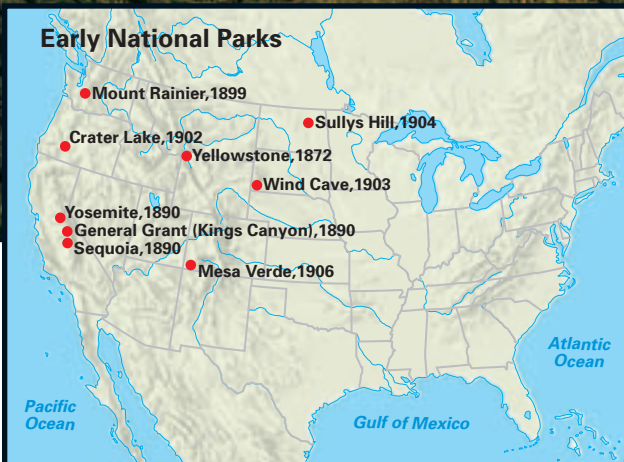 Early National Parks
Mount Rainier,1899
Sullys Hill,1904
Crater Lake,1902
Yellowstone,1872
Wind Cave,1903
Yosemite,1890
General Grant (Kings Canyon),1890
Sequoia,1890
Mesa Verde,1906
Atlantic
Ocean
Pacific
Ocean
Gulf of Mexico